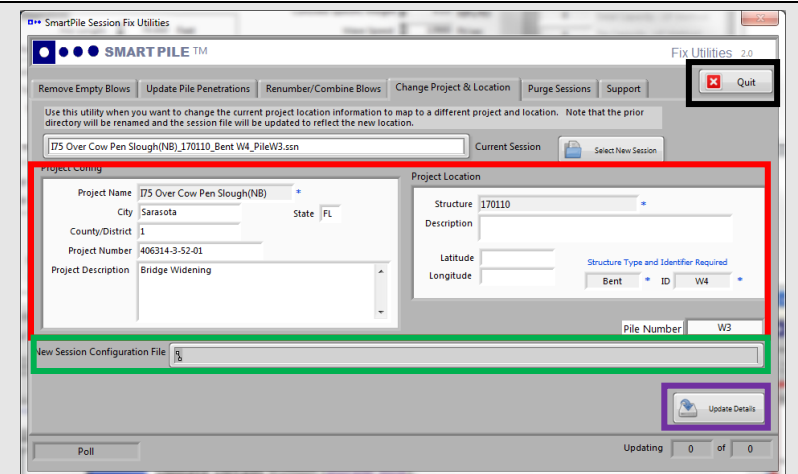 SmartPile Session Fix Utilities
SMARTPILE TM
Fix Utilities 2.0
Remove Empty Blows Update Pile Penetrations Renumber/Combine Blows Change Project & Location Purge Sessions Support
Quit
Use this utility when you want to change the current project location information to map to a different project and location. Note that the prior
directory will be renamed and the session file will be updated to reflect the new location.
I75 Over Cow Pen Slough(NB)_170110_Bent W4_PileW3.ssn Current Session Select New Session
Project Config
Project Location
Project Name I75 Over Cow Pen Slough(NB) *
Structure 170110 *
City Sarasota State FL
Description
County/District 1
Project Number 406314-3-52-01
Latitude
Structure Type and Identifier Required
Project Description Bridge Widening
Longitude
Bent * ID W4 *
Pile Number W3
New Session Configuration File
Update Details
Poll
Updating 0 of 0